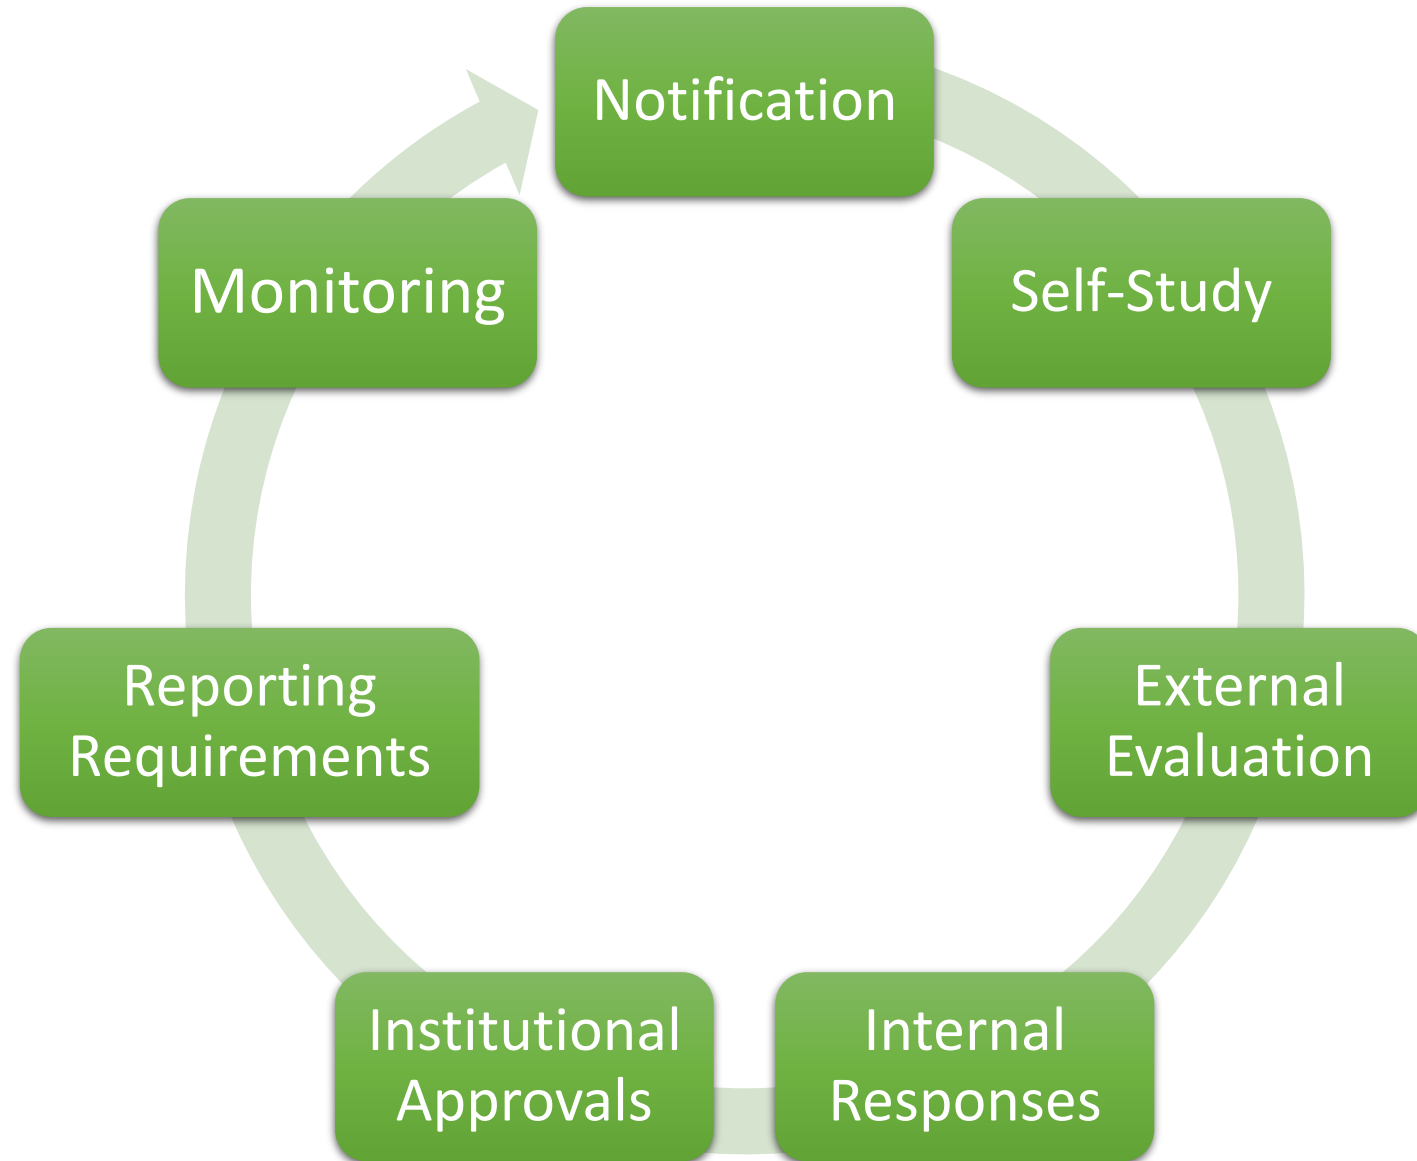 Notification
Self-Study
External
Evaluation
Internal
Responses
Institutional
Approvals
Reporting
Requirements
Monitoring